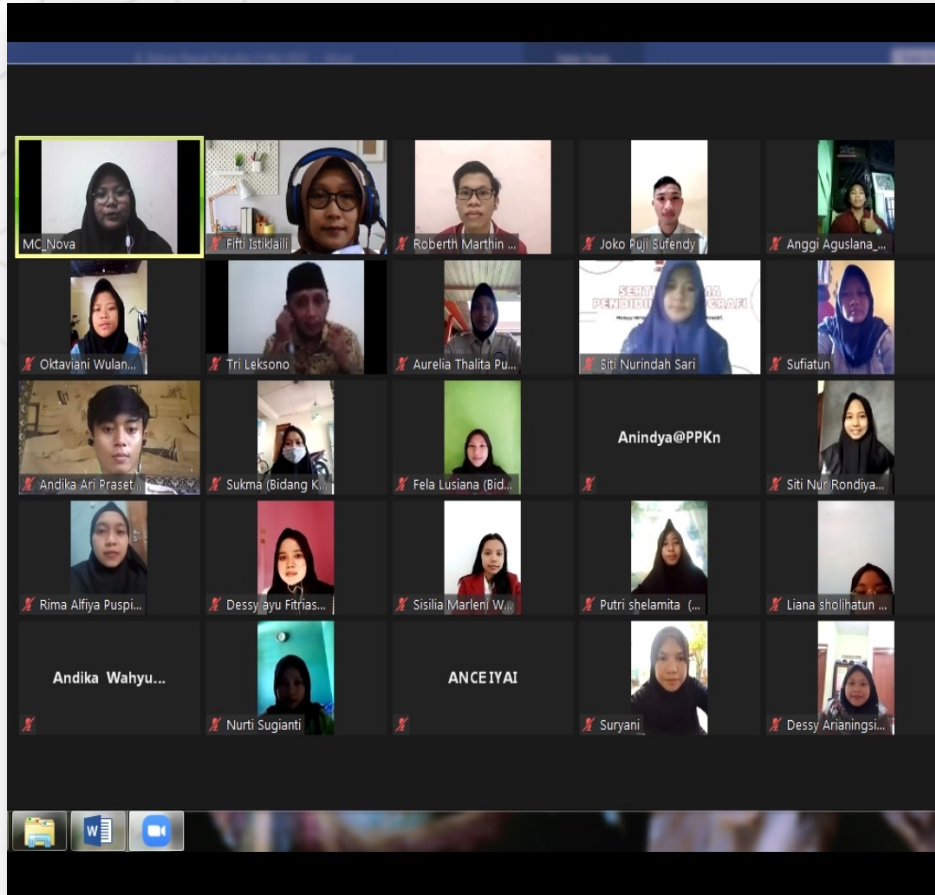 MC_Nova
Fifti Istiklaili
Roberth Marthin ...
Joko Puji Sufendy
Anggi Aguslana_...
Oktaviani Wulan...
Tri Leksono
Aurelia Thalita Pu...
Siti Nurindah Sari
Sufiatun
Andika Ari Praset...
Sukma (Bidang K...
Fela Lusiana (Bid...
Anindya@PPKn
Siti Nur Rondiya...
Rima Alfiya Puspi...
Dessy ayu Fitrias...
Sisilia Marleni W...
Putri shelamita (...
Liana sholihatun ...
Andika Wahyu...
Nurti Sugianti
ANCE IYAI
Suryani
Dessy Arianingsi...